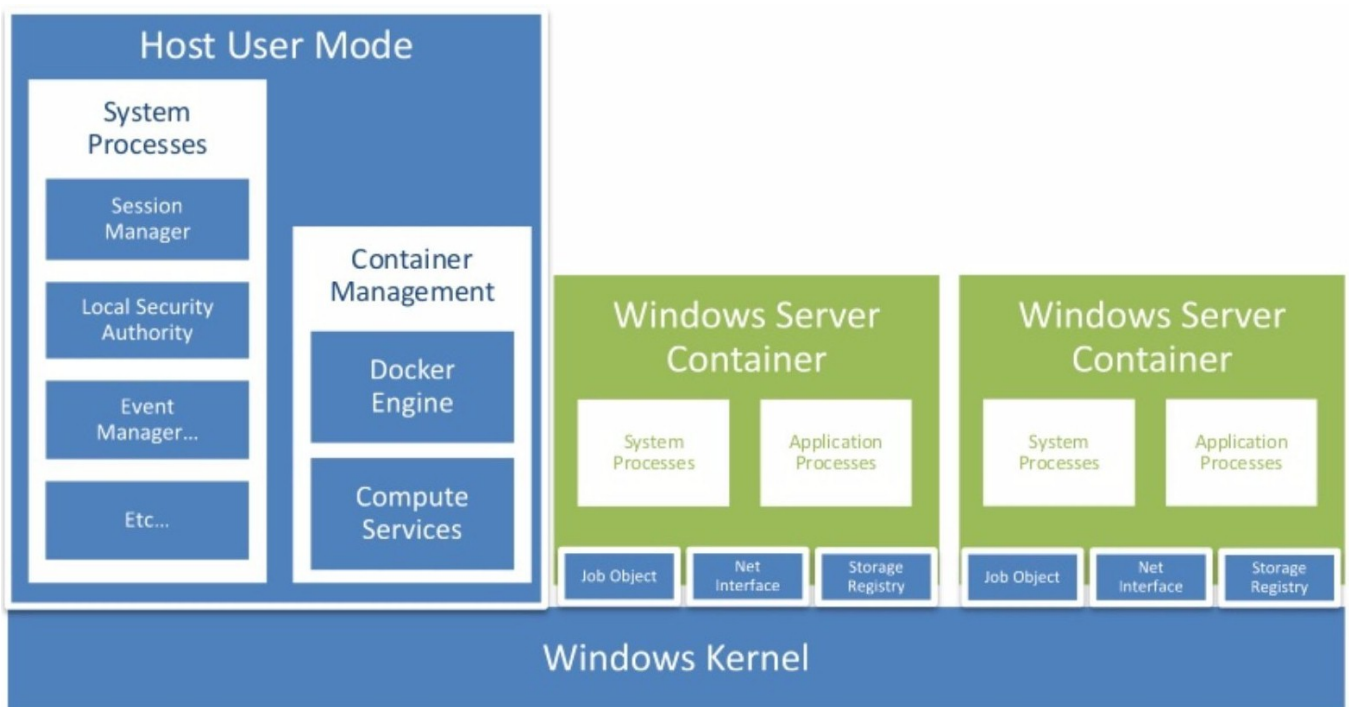 Host User Mode
System
Processes
Session
Manager
Local Security
Authority
Event
Manager...
Etc...
Container
Management
Docker
Engine
Compute
Services
Windows Server
Container
System
Processes
Application
Processes
Job Object
Net
Interface
Storage
Registry
Windows Server
Container
System
Processes
Application
Processes
Job Object
Net
Interface
Storage
Registry
Windows Kernel